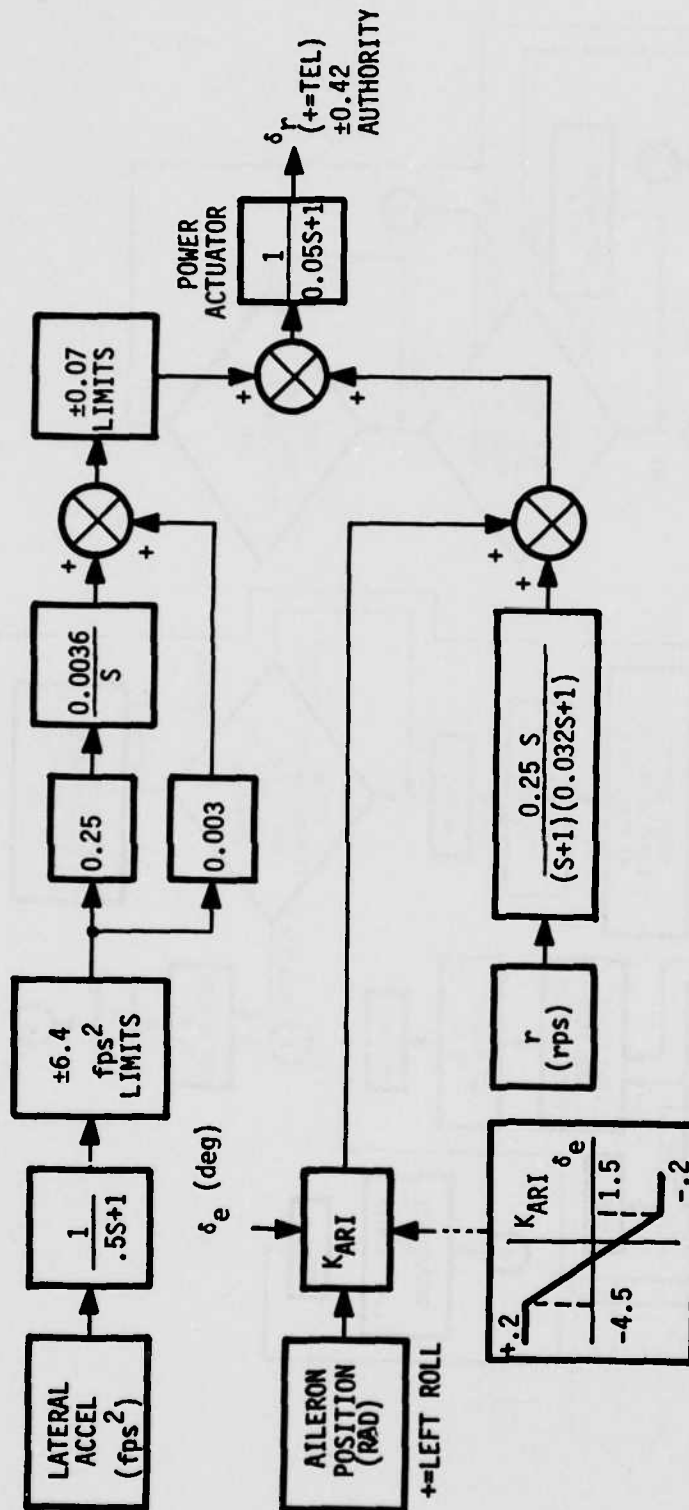 LATERAL
ACCEL
(fps²)
1
.5S+1
±6.4
fps²
LIMITS
0.25
0.0036
S
0.003
+
+
±0.07
LIMITS
+
+
POWER
ACTUATOR
1
0.05S+1
δr
(+=TEL)
±0.42
AUTHORITY
δe (deg)
AILERON
POSITION
(RAD)
+=LEFT ROLL
KARI
+
+
r
(rps)
0.25 S
(S+1)(0.032S+1)
+.2
KARI
δe
-4.5
1.5
-.2